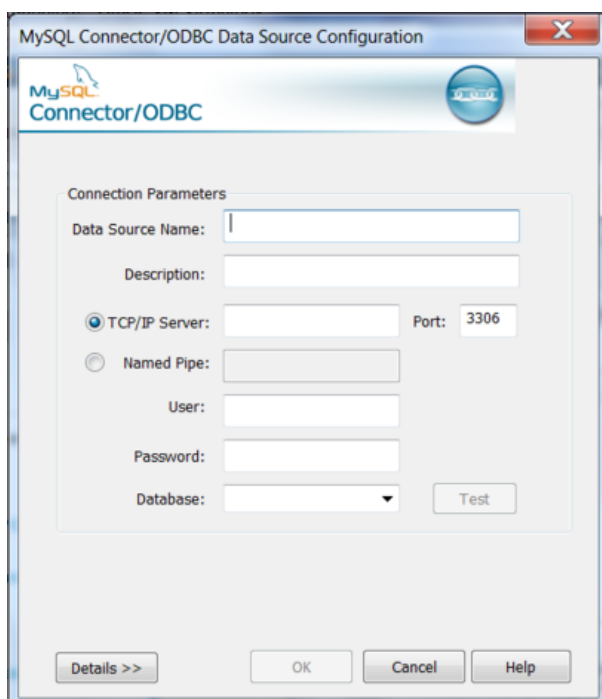 MySQL Connector/ODBC Data Source Configuration
MySQL
Connector/ODBC
Connection Parameters
Data Source Name:
Description:
TCP/IP Server:
Port: 3306
Named Pipe:
User:
Password:
Database:
Test
Details >>
OK
Cancel
Help